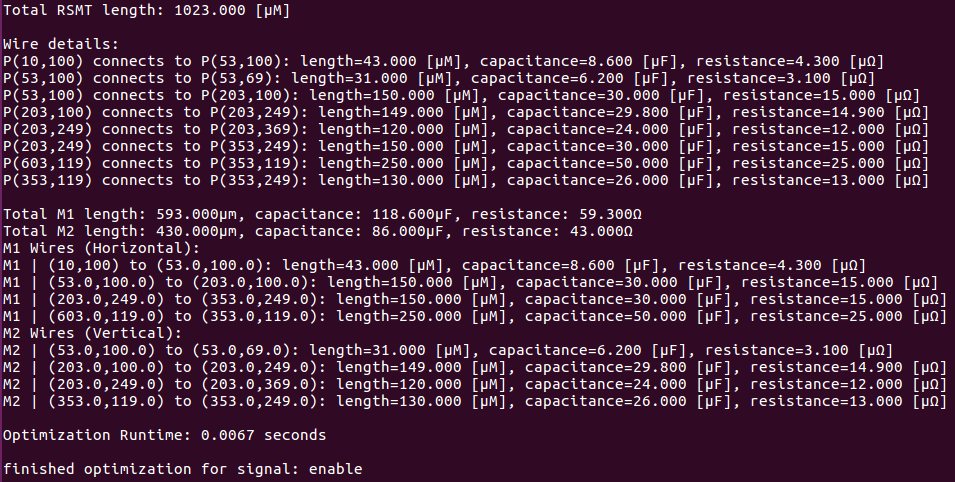 Total RSMT length: 1023.000 [µM]
Wire details:
P(10,100) connects to P(53,100): length=43.000 [µM], capacitance=8.600 [µF], resistance=4.300 [µΩ]
P(53,100) connects to P(53,69): length=31.000 [µM], capacitance=6.200 [µF], resistance=3.100 [µΩ]
P(53,100) connects to P(203,100): length=150.000 [µM], capacitance=30.000 [µF], resistance=15.000 [µΩ]
P(203,100) connects to P(203,249): length=149.000 [µM], capacitance=29.800 [µF], resistance=14.900 [µΩ]
P(203,249) connects to P(203,369): length=120.000 [µM], capacitance=24.000 [µF], resistance=12.000 [µΩ]
P(203,249) connects to P(353,249): length=150.000 [µM], capacitance=30.000 [µF], resistance=15.000 [µΩ]
P(603,119) connects to P(353,119): length=250.000 [µM], capacitance=50.000 [µF], resistance=25.000 [µΩ]
P(353,119) connects to P(353,249): length=130.000 [µM], capacitance=26.000 [µF], resistance=13.000 [µΩ]
Total M1 length: 593.000µm, capacitance: 118.600µF, resistance: 59.300Ω
Total M2 length: 430.000µm, capacitance: 86.000µF, resistance: 43.000Ω
M1 Wires (Horizontal):
M1 | (10,100) to (53.0,100.0): length=43.000 [µM], capacitance=8.600 [µF], resistance=4.300 [µΩ]
M1 | (53.0,100.0) to (203.0,100.0): length=150.000 [µM], capacitance=30.000 [µF], resistance=15.000 [µΩ]
M1 | (203.0,249.0) to (353.0,249.0): length=150.000 [µM], capacitance=30.000 [µF], resistance=15.000 [µΩ]
M1 | (603.0,119.0) to (353.0,119.0): length=250.000 [µM], capacitance=50.000 [µF], resistance=25.000 [µΩ]
M2 Wires (Vertical):
M2 | (53.0,100.0) to (53.0,69.0): length=31.000 [µM], capacitance=6.200 [µF], resistance=3.100 [µΩ]
M2 | (203.0,100.0) to (203.0,249.0): length=149.000 [µM], capacitance=29.800 [µF], resistance=14.900 [µΩ]
M2 | (203.0,249.0) to (203.0,369.0): length=120.000 [µM], capacitance=24.000 [µF], resistance=12.000 [µΩ]
M2 | (353.0,119.0) to (353.0,249.0): length=130.000 [µM], capacitance=26.000 [µF], resistance=13.000 [µΩ]
Optimization Runtime: 0.0067 seconds
finished optimization for signal: enable